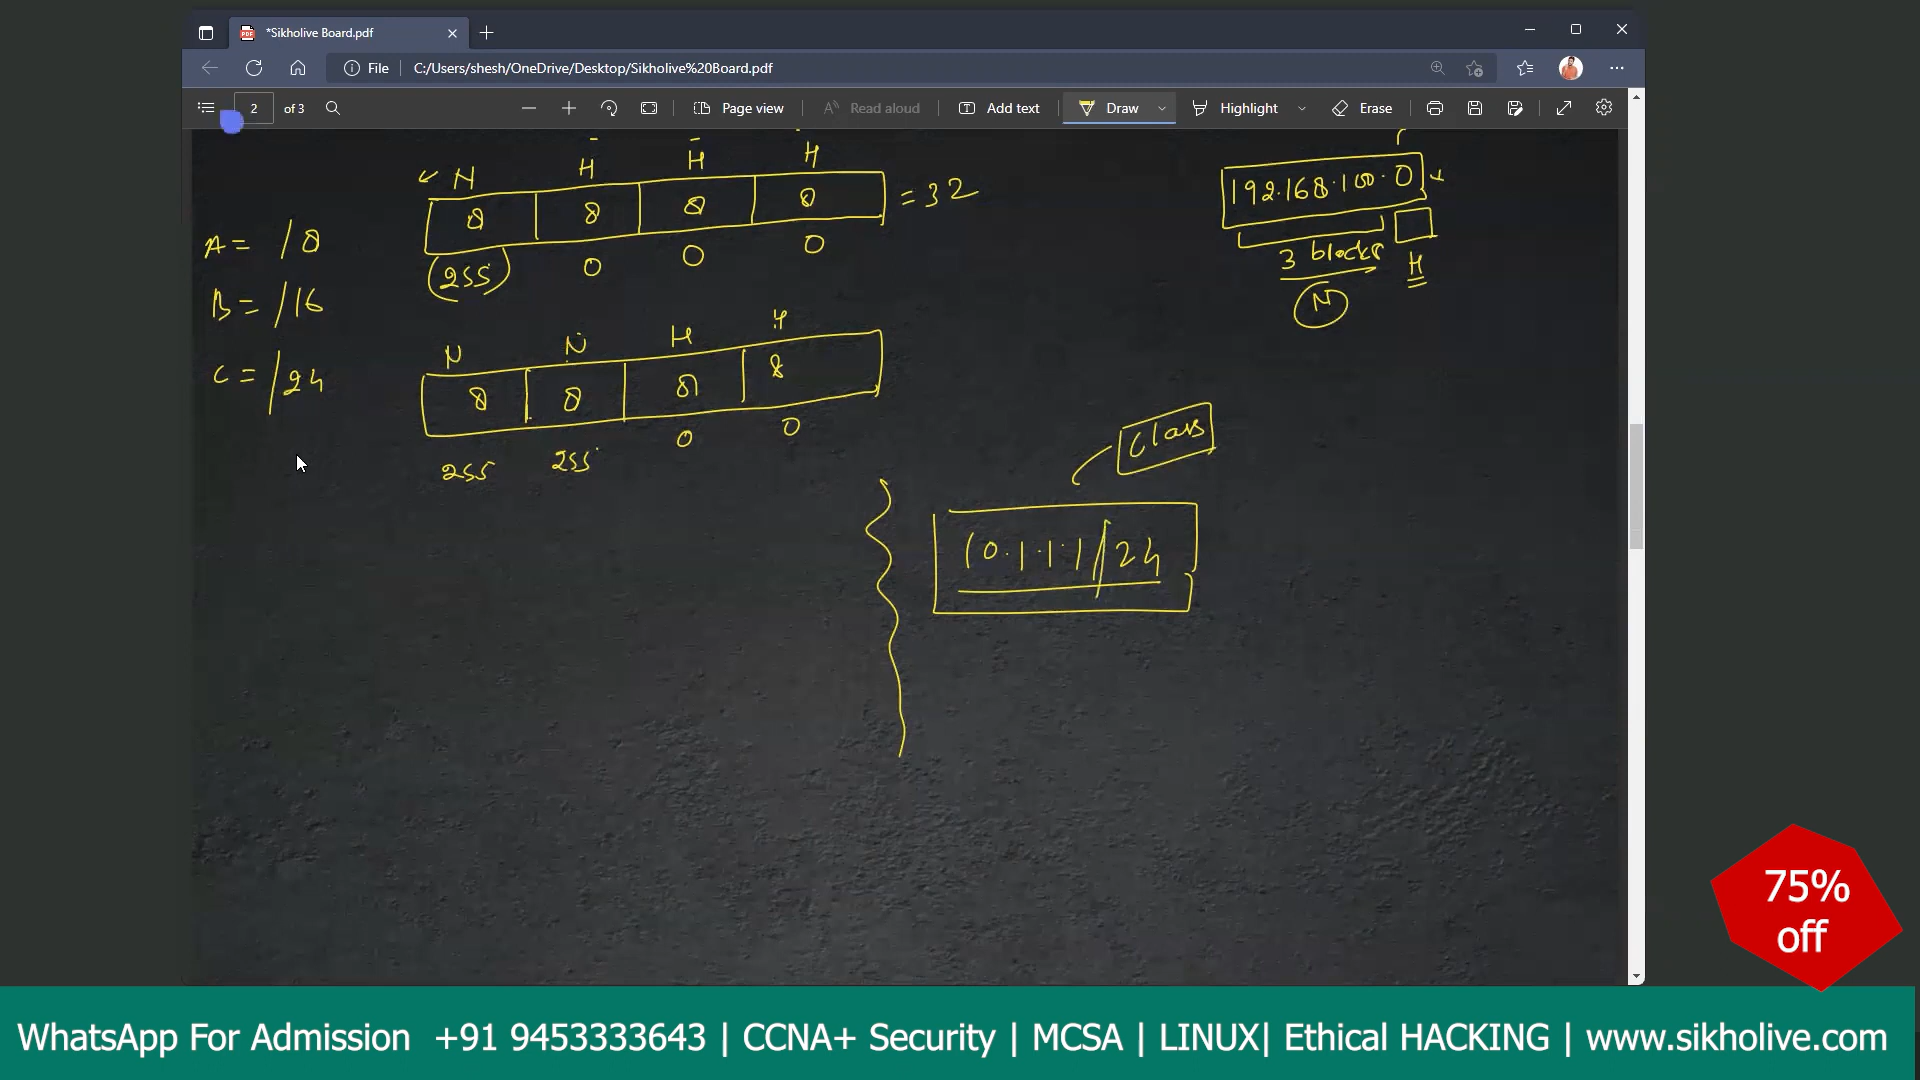 *Sikholive Board.pdf
File C:/Users/shesh/OneDrive/Desktop/Sikholive%20Board.pdf
2 of 3 Page view Read aloud Add text Draw Highlight Erase
N H H H
8 8 8 8 = 32
255 0 0 0
A = /8
B = /16
C = /24
N N H H
8 8 8 8
255 255 0 0
192.168.100.0
3 blocks H
N
class
10.1.1.1/24
75%
off
WhatsApp For Admission +91 9453333643 | CCNA+ Security | MCSA | LINUX| Ethical HACKING | www.sikholive.com